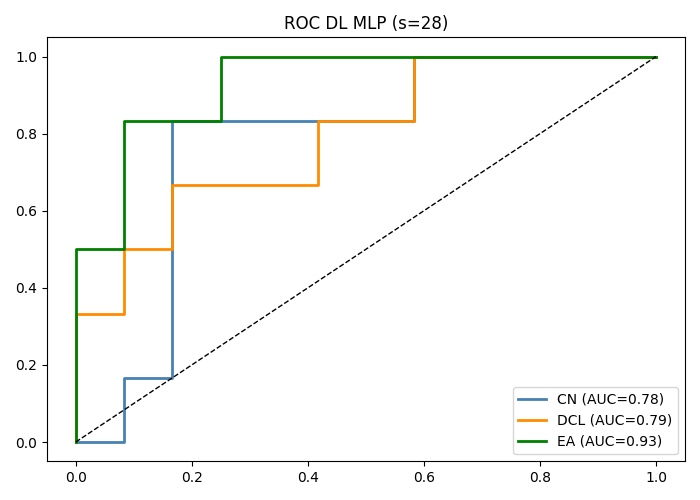 ROC DL MLP (s=28)
1.0
0.8
0.6
0.4
0.2
0.0
0.0 0.2 0.4 0.6 0.8 1.0
CN (AUC=0.78)
DCL (AUC=0.79)
EA (AUC=0.93)